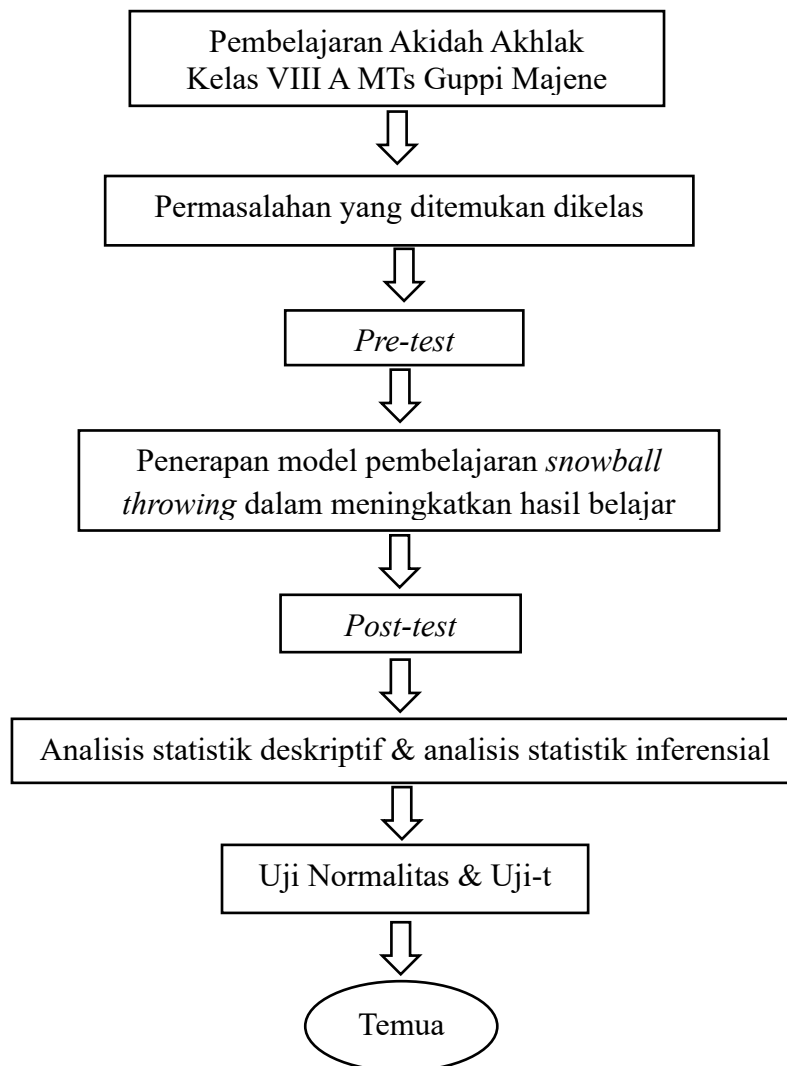 Pembelajaran Akidah Akhlak
Kelas VIII A MTs Guppi Majene
Permasalahan yang ditemukan dikelas
Pre-test
Penerapan model pembelajaran snowball
throwing dalam meningkatkan hasil belajar
Post-test
Analisis statistik deskriptif & analisis statistik inferensial
Uji Normalitas & Uji-t
Temua